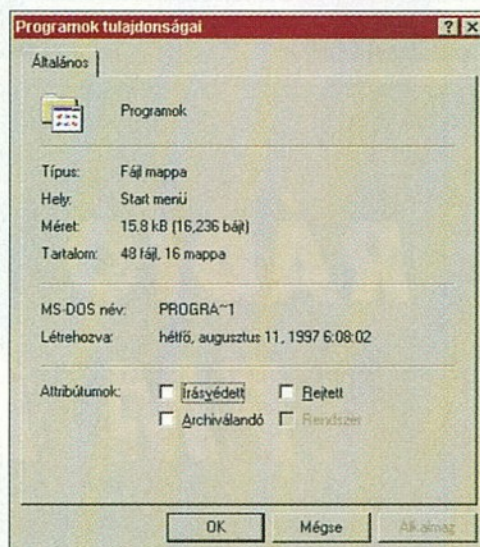 Programok tulajdonságai
Általános
Programok
Típus: Fájl mappa
Hely: Start menü
Méret: 15.8 kB (16,236 bájt)
Tartalom: 48 fájl, 16 mappa
MS-DOS név: PROGRA~1
Létrehozva: hétfő, augusztus 11, 1997 6:08:02
Attribútumok: Írásvédett Rejtett
Archiválandó Rendszer
OK Mégse Alkalmaz